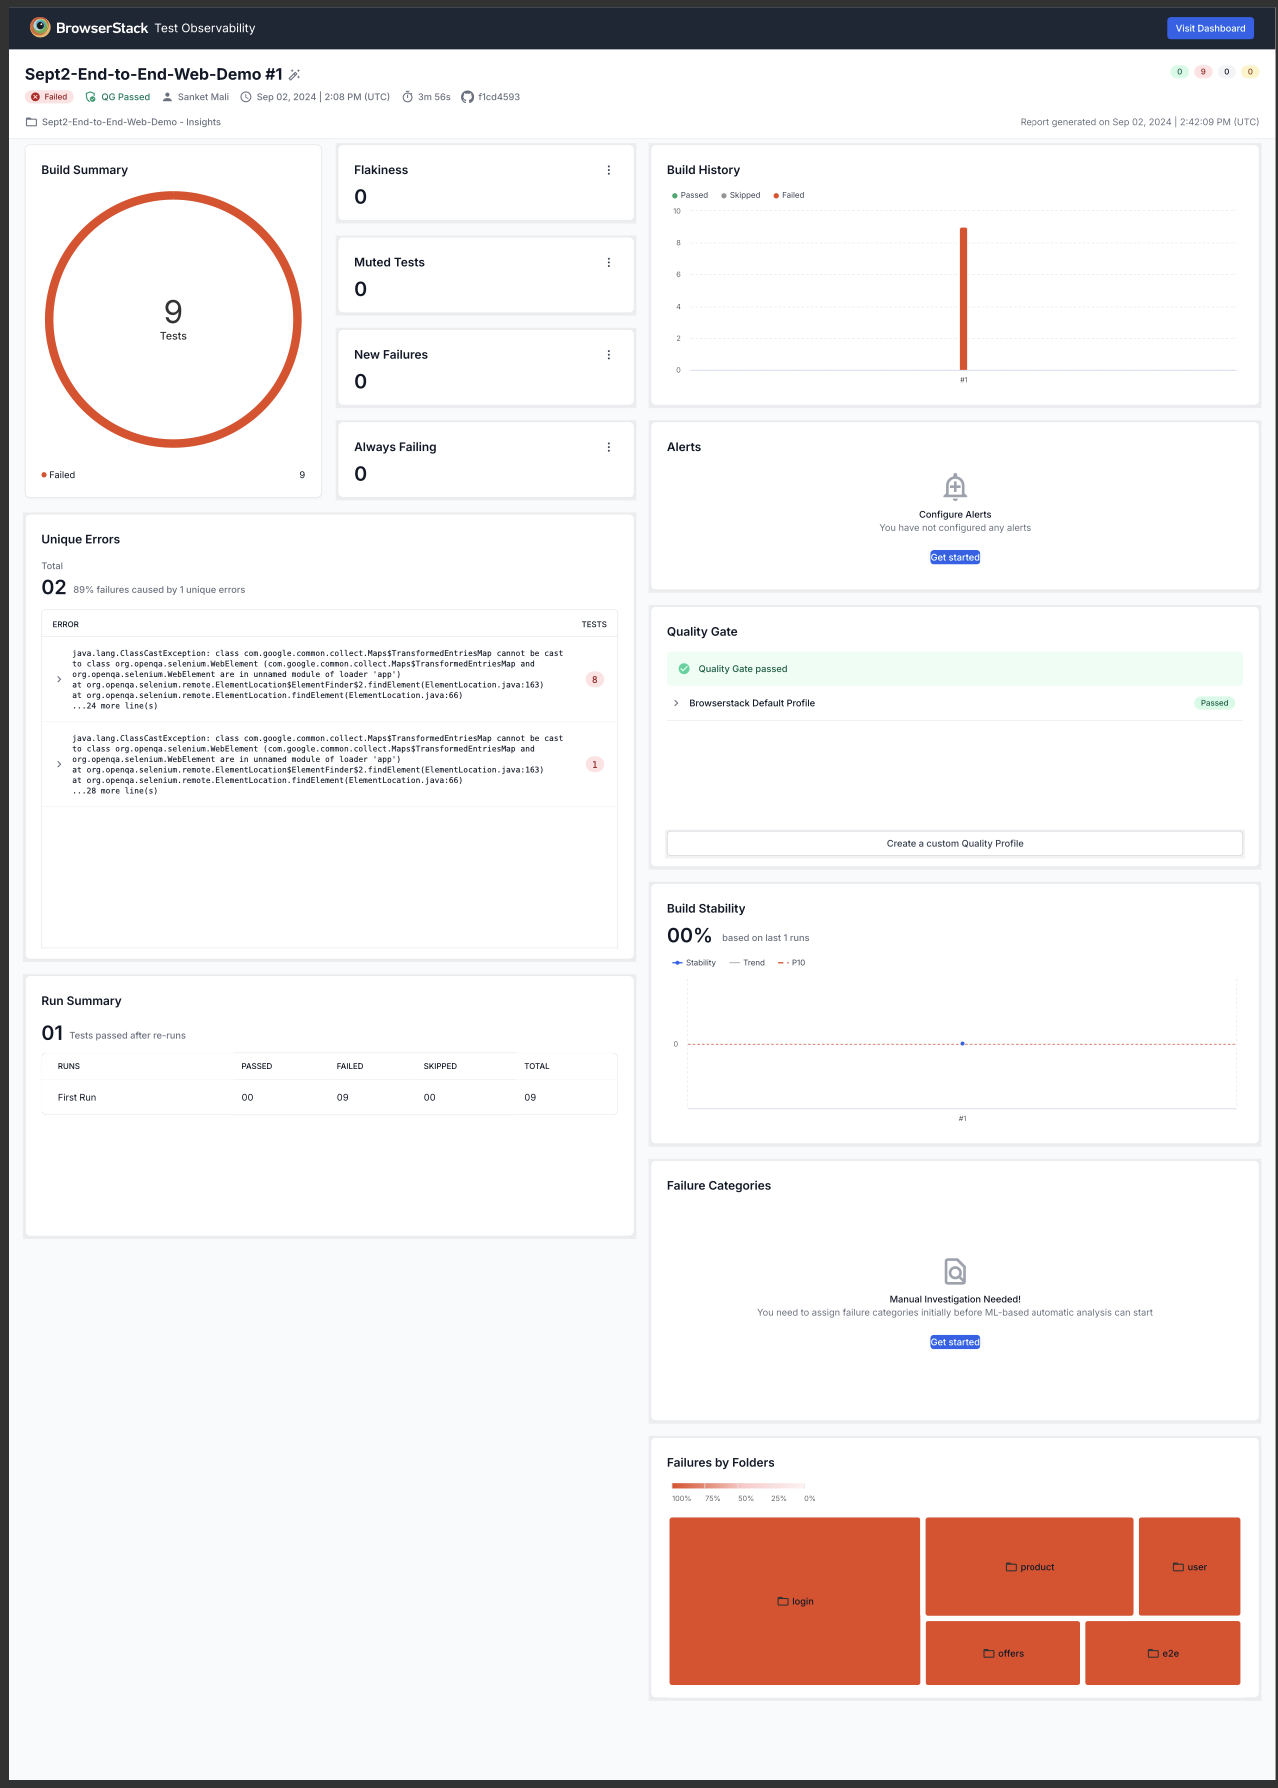 BrowserStack Test Observability
Visit Dashboard
Sept2-End-to-End-Web-Demo #1
0 9 0 0
Failed QG Passed Sanket Mali Sep 02, 2024 | 2:08 PM (UTC) 3m 56s f1cd4593
Sept2-End-to-End-Web-Demo - Insights
Report generated on Sep 02, 2024 | 2:42:09 PM (UTC)
Build Summary
9
Tests
Failed 9
Flakiness
0
Muted Tests
0
New Failures
0
Always Failing
0
Build History
Passed Skipped Failed
10
8
6
4
2
0
#1
Alerts
Configure Alerts
You have not configured any alerts
Get started
Unique Errors
Total
02 89% failures caused by 1 unique errors
ERROR TESTS
java.lang.ClassCastException: class com.google.common.collect.Maps$TransformedEntriesMap cannot be cast
to class org.openqa.selenium.WebElement (com.google.common.collect.Maps$TransformedEntriesMap and
org.openqa.selenium.WebElement are in unnamed module of loader 'app')
at org.openqa.selenium.remote.ElementLocation$ElementFinder$2.findElement(ElementLocation.java:163)
at org.openqa.selenium.remote.ElementLocation.findElement(ElementLocation.java:66)
...24 more line(s)
8
java.lang.ClassCastException: class com.google.common.collect.Maps$TransformedEntriesMap cannot be cast
to class org.openqa.selenium.WebElement (com.google.common.collect.Maps$TransformedEntriesMap and
org.openqa.selenium.WebElement are in unnamed module of loader 'app')
at org.openqa.selenium.remote.ElementLocation$ElementFinder$2.findElement(ElementLocation.java:163)
at org.openqa.selenium.remote.ElementLocation.findElement(ElementLocation.java:66)
...28 more line(s)
1
Quality Gate
Quality Gate passed
Browserstack Default Profile Passed
Create a custom Quality Profile
Build Stability
00% based on last 1 runs
Stability Trend P10
0
#1
Run Summary
01 Tests passed after re-runs
RUNS PASSED FAILED SKIPPED TOTAL
First Run 00 09 00 09
Failure Categories
Manual Investigation Needed!
You need to assign failure categories initially before ML-based automatic analysis can start
Get started
Failures by Folders
100% 75% 50% 25% 0%
login
product
user
offers
e2e